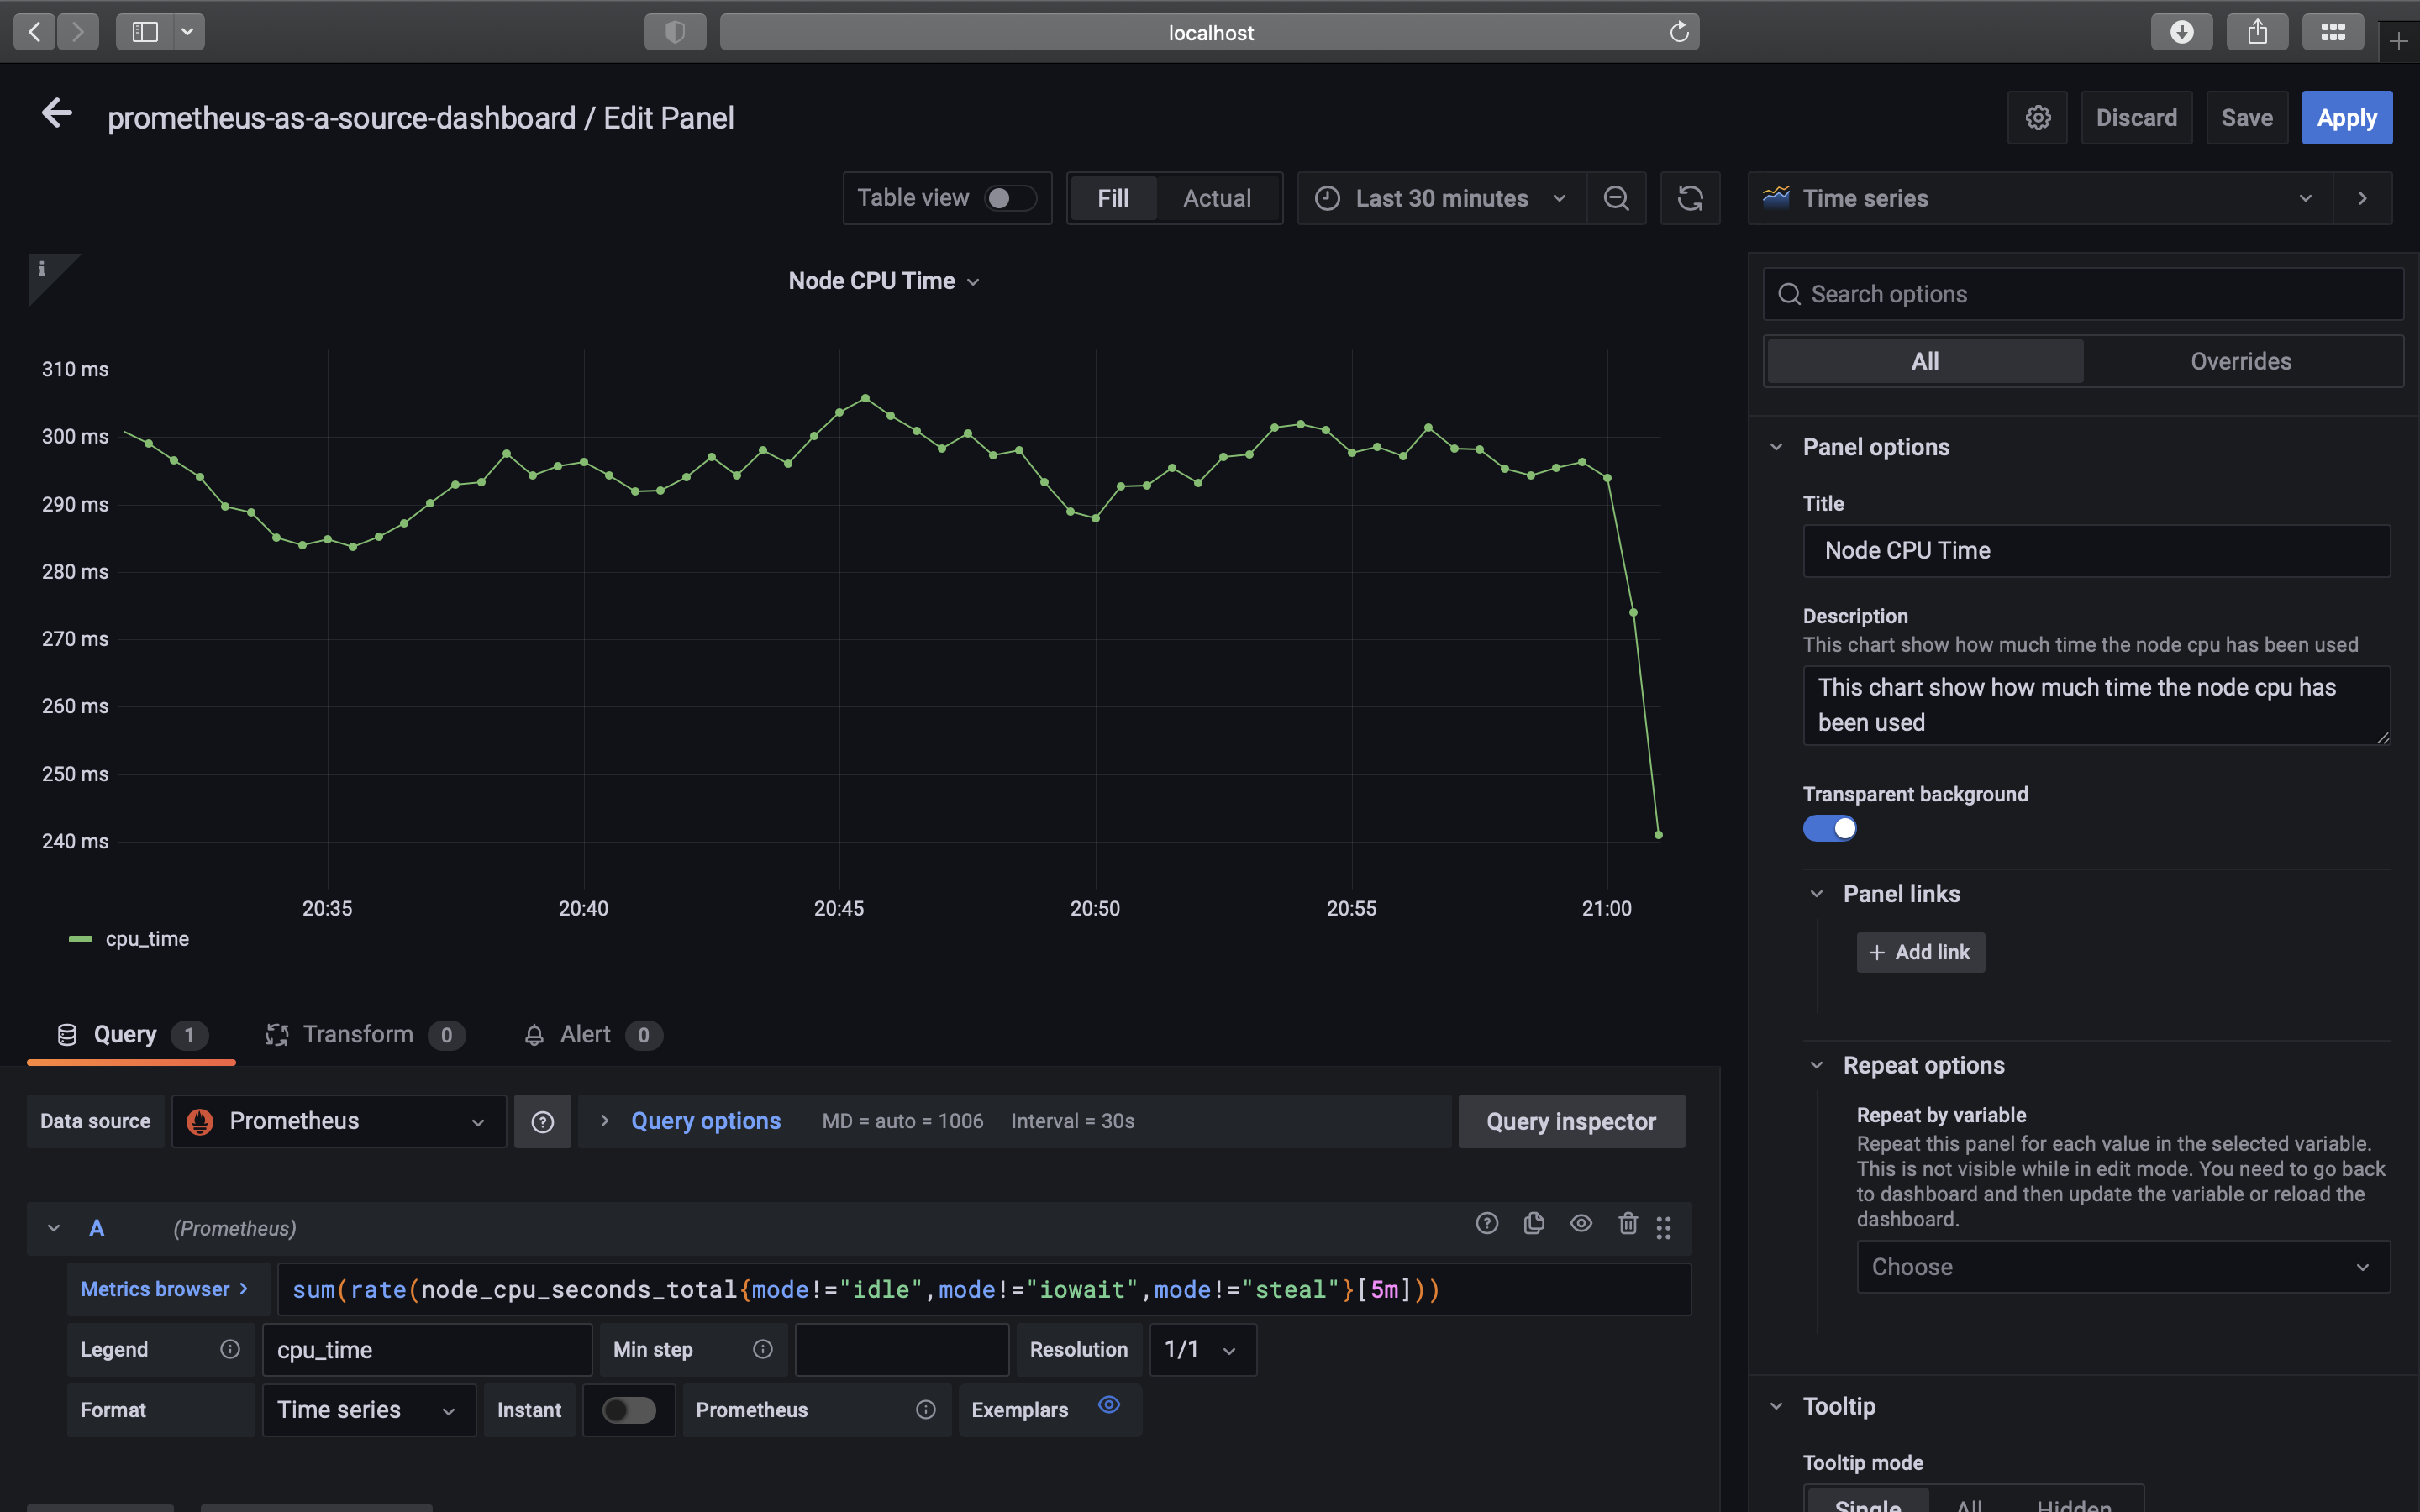 localhost
prometheus-as-a-source-dashboard / Edit Panel
Discard
Save
Apply
Table view
Fill
Actual
Last 30 minutes
Time series
i
Node CPU Time
310 ms
300 ms
290 ms
280 ms
270 ms
260 ms
250 ms
240 ms
20:35
20:40
20:45
20:50
20:55
21:00
cpu_time
Query 1
Transform 0
Alert 0
Data source
Prometheus
Query options
MD = auto = 1006
Interval = 30s
Query inspector
A
(Prometheus)
Metrics browser >
sum(rate(node_cpu_seconds_total{mode!="idle",mode!="iowait",mode!="steal"}[5m]))
Legend
cpu_time
Min step
Resolution
1/1
Format
Time series
Instant
Prometheus
Exemplars
Search options
All
Overrides
Panel options
Title
Node CPU Time
Description
This chart show how much time the node cpu has been used
This chart show how much time the node cpu has
been used
Transparent background
Panel links
+ Add link
Repeat options
Repeat by variable
Repeat this panel for each value in the selected variable.
This is not visible while in edit mode. You need to go back
to dashboard and then update the variable or reload the
dashboard.
Choose
Tooltip
Tooltip mode
Single
All
Hidden